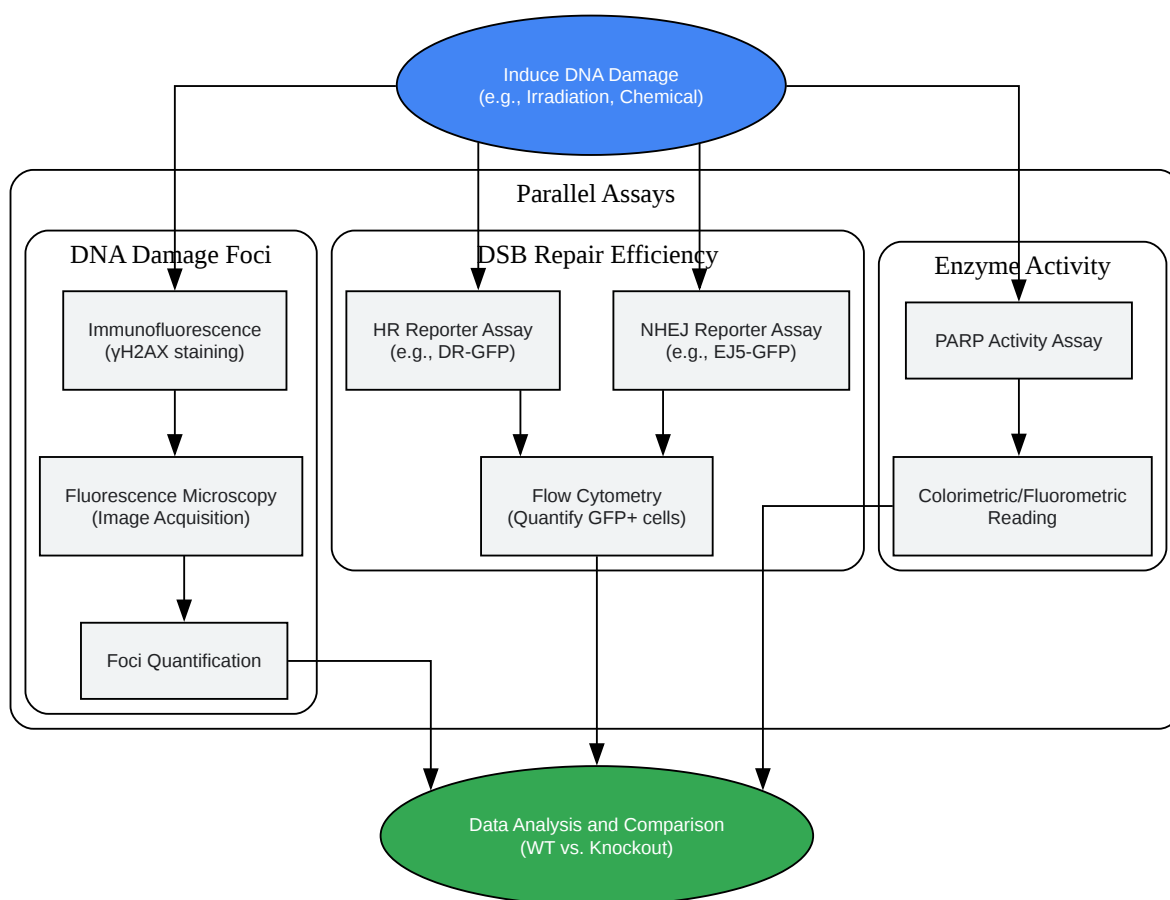 Induce DNA Damage
(e.g., Irradiation, Chemical)
Parallel Assays
DNA Damage Foci
DSB Repair Efficiency
Enzyme Activity
Immunofluorescence
(γH2AX staining)
HR Reporter Assay
(e.g., DR-GFP)
NHEJ Reporter Assay
(e.g., EJ5-GFP)
PARP Activity Assay
Fluorescence Microscopy
(Image Acquisition)
Flow Cytometry
(Quantify GFP+ cells)
Colorimetric/Fluorometric
Reading
Foci Quantification
Data Analysis and Comparison
(WT vs. Knockout)